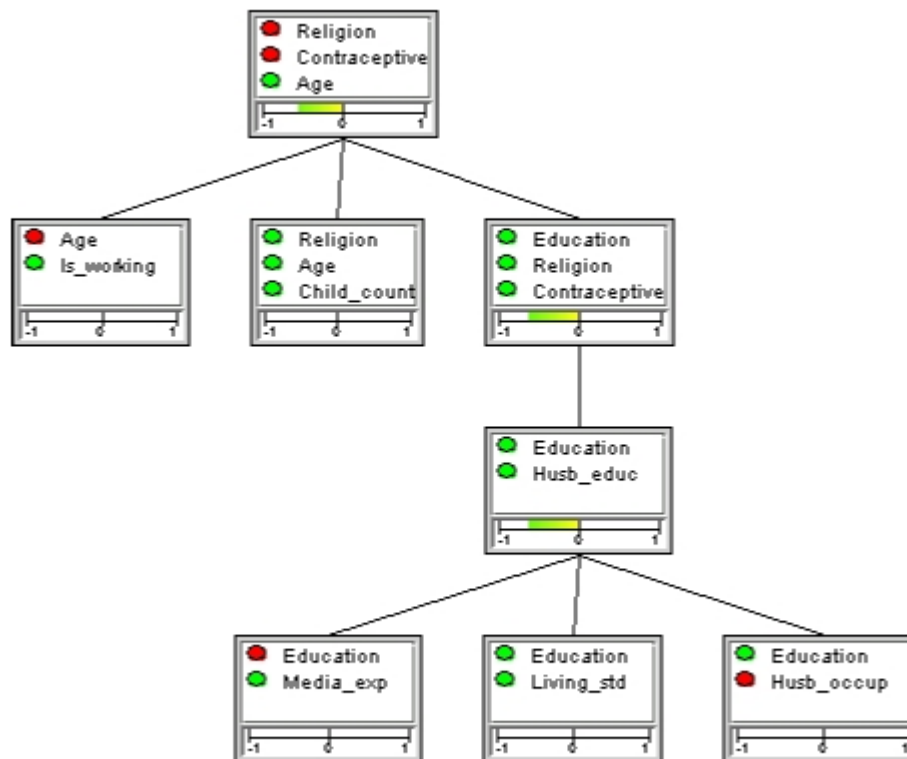 Religion
Contraceptive
Age
-1 0 1
Age
Is_working
-1 0 1
Religion
Age
Child_count
-1 0 1
Education
Religion
Contraceptive
-1 0 1
Education
Husb_educ
-1 0 1
Education
Media_exp
-1 0 1
Education
Living_std
-1 0 1
Education
Husb_occup
-1 0 1